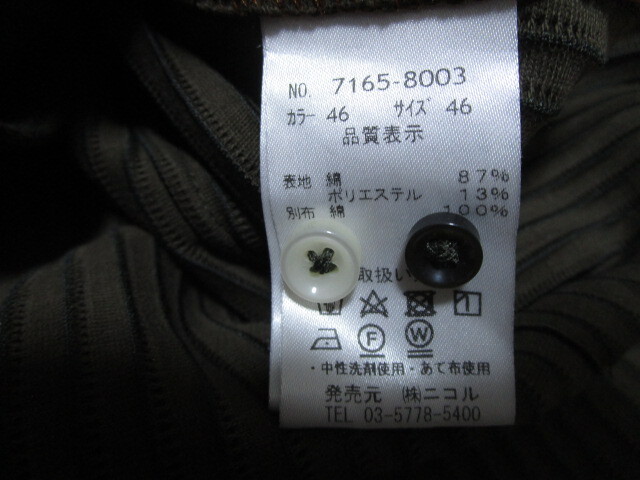 NO. 7165-8003
カラー 46 サイズ 46
品質表示
表地 綿 87%
ポリエステル 13%
別布 綿 100%
取扱い
F W
・中性洗剤使用・あて布使用
発売元 ㈱ニコル
TEL 03-5778-5400